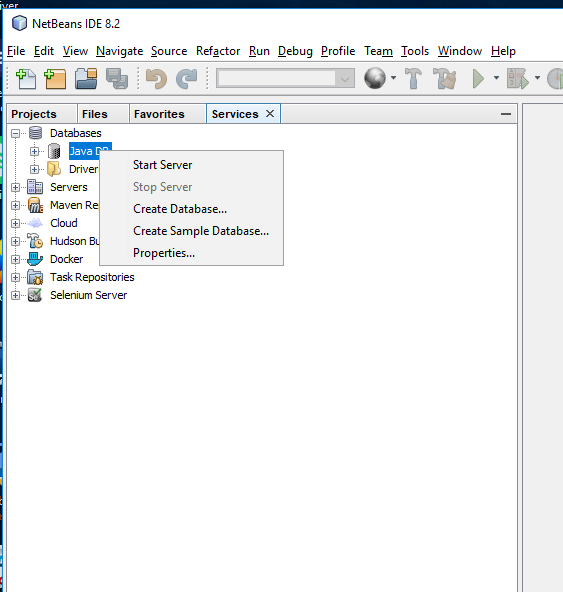 iver
NetBeans IDE 8.2
File Edit View Navigate Source Refactor Run Debug Profile Team Tools Window Help
Projects Files Favorites Services
Databases
Java DB
Start Server
Driver
Stop Server
Servers
Create Database...
Maven Re
Cloud
Create Sample Database...
Hudson Bu
Properties...
Docker
Task Repositories
Selenium Server